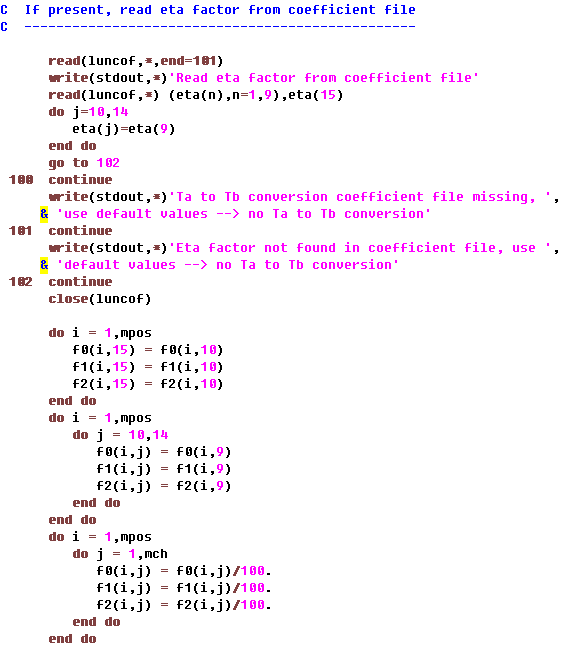 C  If present, read eta factor from coefficient file
C  ------------------------------------------------
      read(luncof,*,end=101)
      write(stdout,*)'Read eta factor from coefficient file'
      read(luncof,*) (eta(n),n=1,9),eta(15)
      do j=10,14
         eta(j)=eta(9)
      end do
      go to 102
 100  continue
      write(stdout,*)'Ta to Tb conversion coefficient file missing, ',
     & 'use default values --> no Ta to Tb conversion'
 101  continue
      write(stdout,*)'Eta factor not found in coefficient file, use ',
     & 'default values --> no Ta to Tb conversion'
 102  continue
      close(luncof)
      do i = 1,mpos
         f0(i,15) = f0(i,10)
         f1(i,15) = f1(i,10)
         f2(i,15) = f2(i,10)
      end do
      do i = 1,mpos
         do j = 10,14
            f0(i,j) = f0(i,9)
            f1(i,j) = f1(i,9)
            f2(i,j) = f2(i,9)
         end do
      end do
      do i = 1,mpos
         do j = 1,mch
            f0(i,j) = f0(i,j)/100.
            f1(i,j) = f1(i,j)/100.
            f2(i,j) = f2(i,j)/100.
         end do
      end do